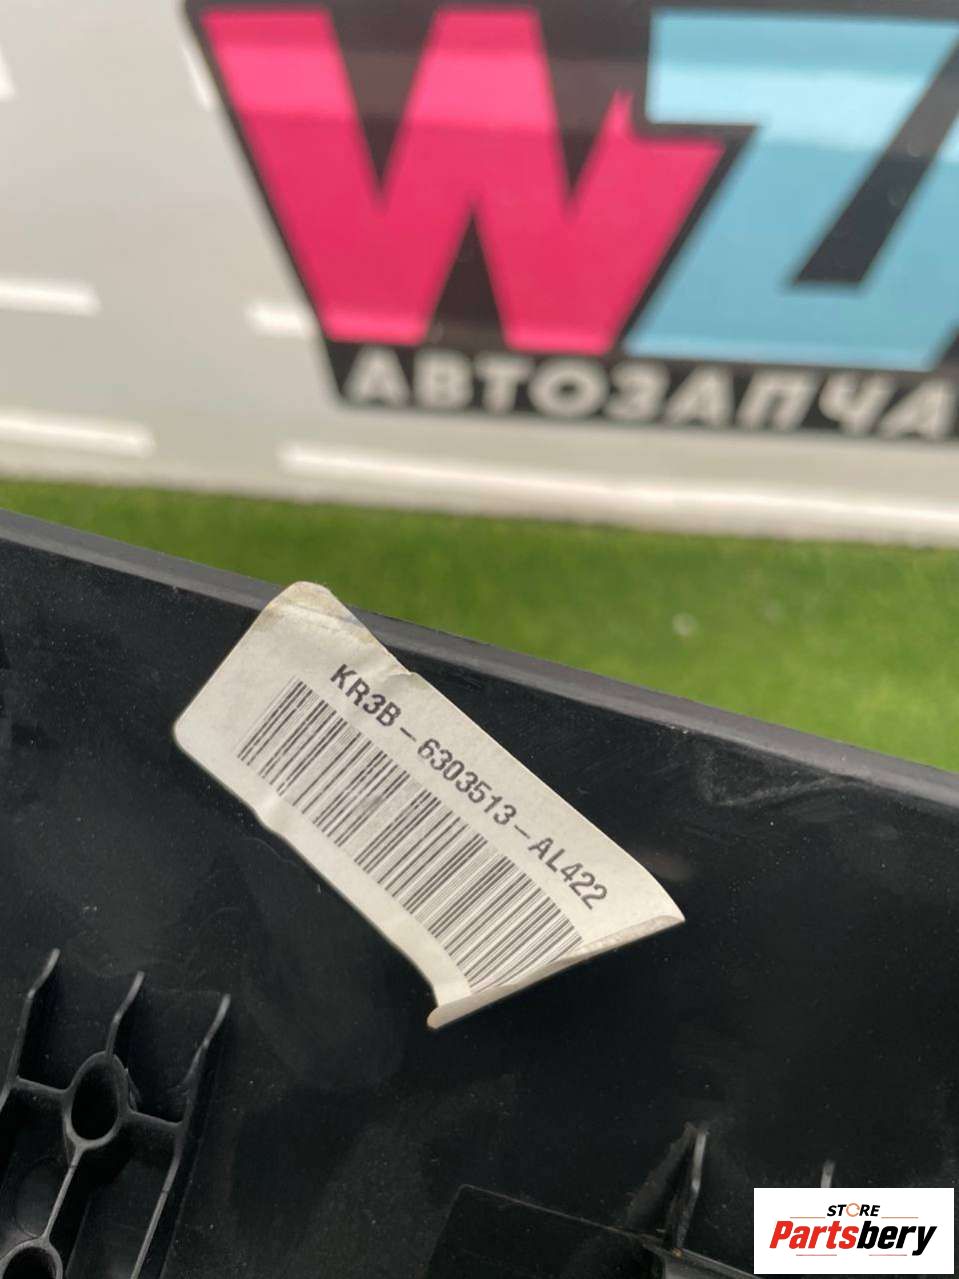 WZ
АВТОЗАПЧА
KR3B-6303513-AL422
STORE
Partsbery